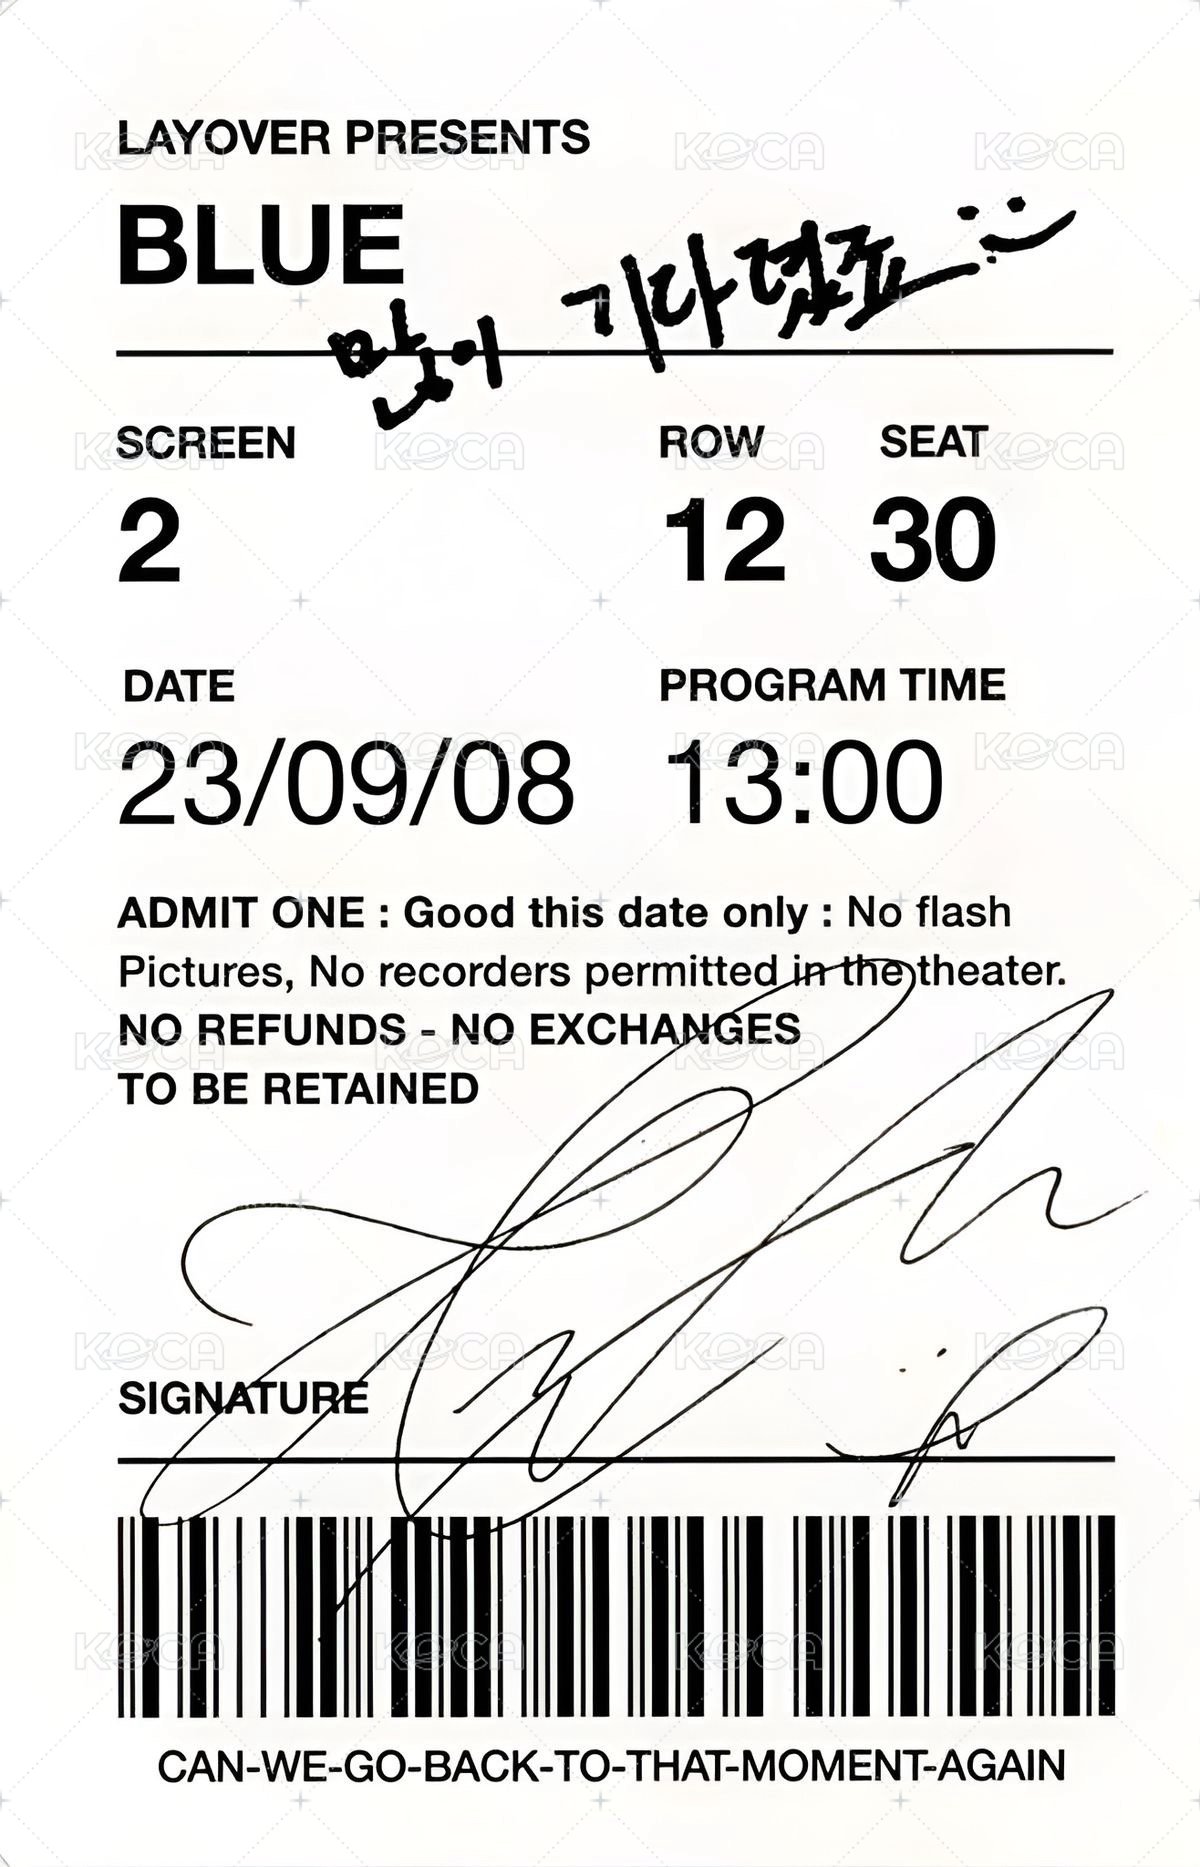 LAYOVER PRESENTS
BLUE
많이 기다렸죠 :)
SCREEN ROW SEAT
2 12 30
DATE PROGRAM TIME
23/09/08 13:00
ADMIT ONE : Good this date only : No flash
Pictures, No recorders permitted in the theater.
NO REFUNDS - NO EXCHANGES
TO BE RETAINED
SIGNATURE
CAN-WE-GO-BACK-TO-THAT-MOMENT-AGAIN
KOCA